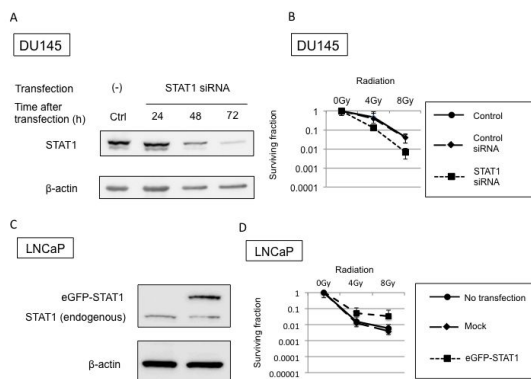 A
DU145
Transfection
(-)
STAT1 siRNA
Time after
transfection (h)
Ctrl
24
48
72
STAT1
β-actin
B
DU145
Radiation
0Gy
4Gy
8Gy
Surviving fraction
1
0.1
0.01
0.001
0.0001
Control
Control
siRNA
STAT1
siRNA
C
LNCaP
eGFP-STAT1
STAT1 (endogenous)
β-actin
D
LNCaP
Radiation
0Gy
4Gy
8Gy
Surviving fraction
1
0.1
0.01
0.001
0.0001
0.00001
No transfection
Mock
eGFP-STAT1